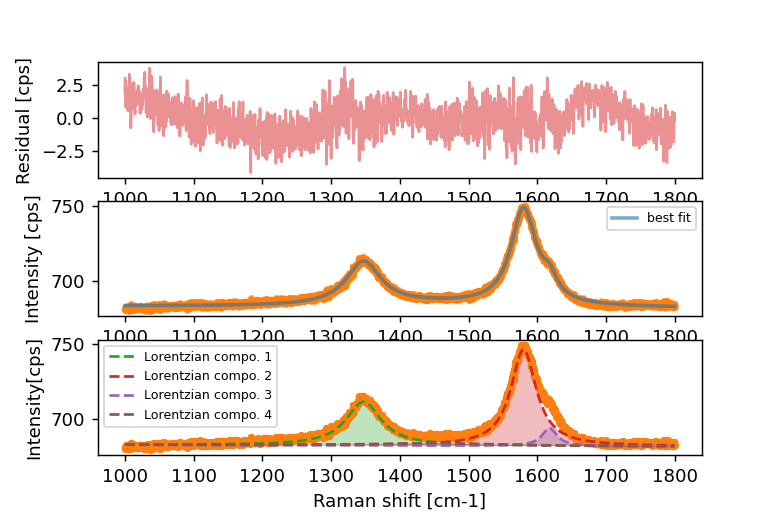 Residual [cps]
2.5
0.0
−2.5
1000 1100 1200 1300 1400 1500 1600 1700 1800
Intensity [cps]
750
700
best fit
1000 1100 1200 1300 1400 1500 1600 1700 1800
Intensity[cps]
750
700
Lorentzian compo. 1
Lorentzian compo. 2
Lorentzian compo. 3
Lorentzian compo. 4
1000 1100 1200 1300 1400 1500 1600 1700 1800
Raman shift [cm-1]